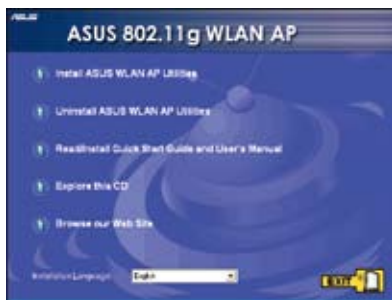 ASUS
ASUS 802.11g WLAN AP
Install ASUS WLAN AP Utilities
Uninstall ASUS WLAN AP Utilities
Read/Install Quick Start Guide and User's Manual
Explore this CD
Browse our Web Site
Installation Language: English
EXIT